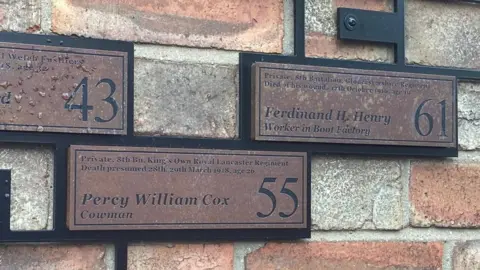 43
Private, 8th Battalion,
Ferdinand H. Henry
Worker in Boot Factory
61
Private, 8th Bn, King's Own Royal Lancaster Regiment
Death presumed 28th-29th March 1918, age 20
Percy William Cox
Cowman
55